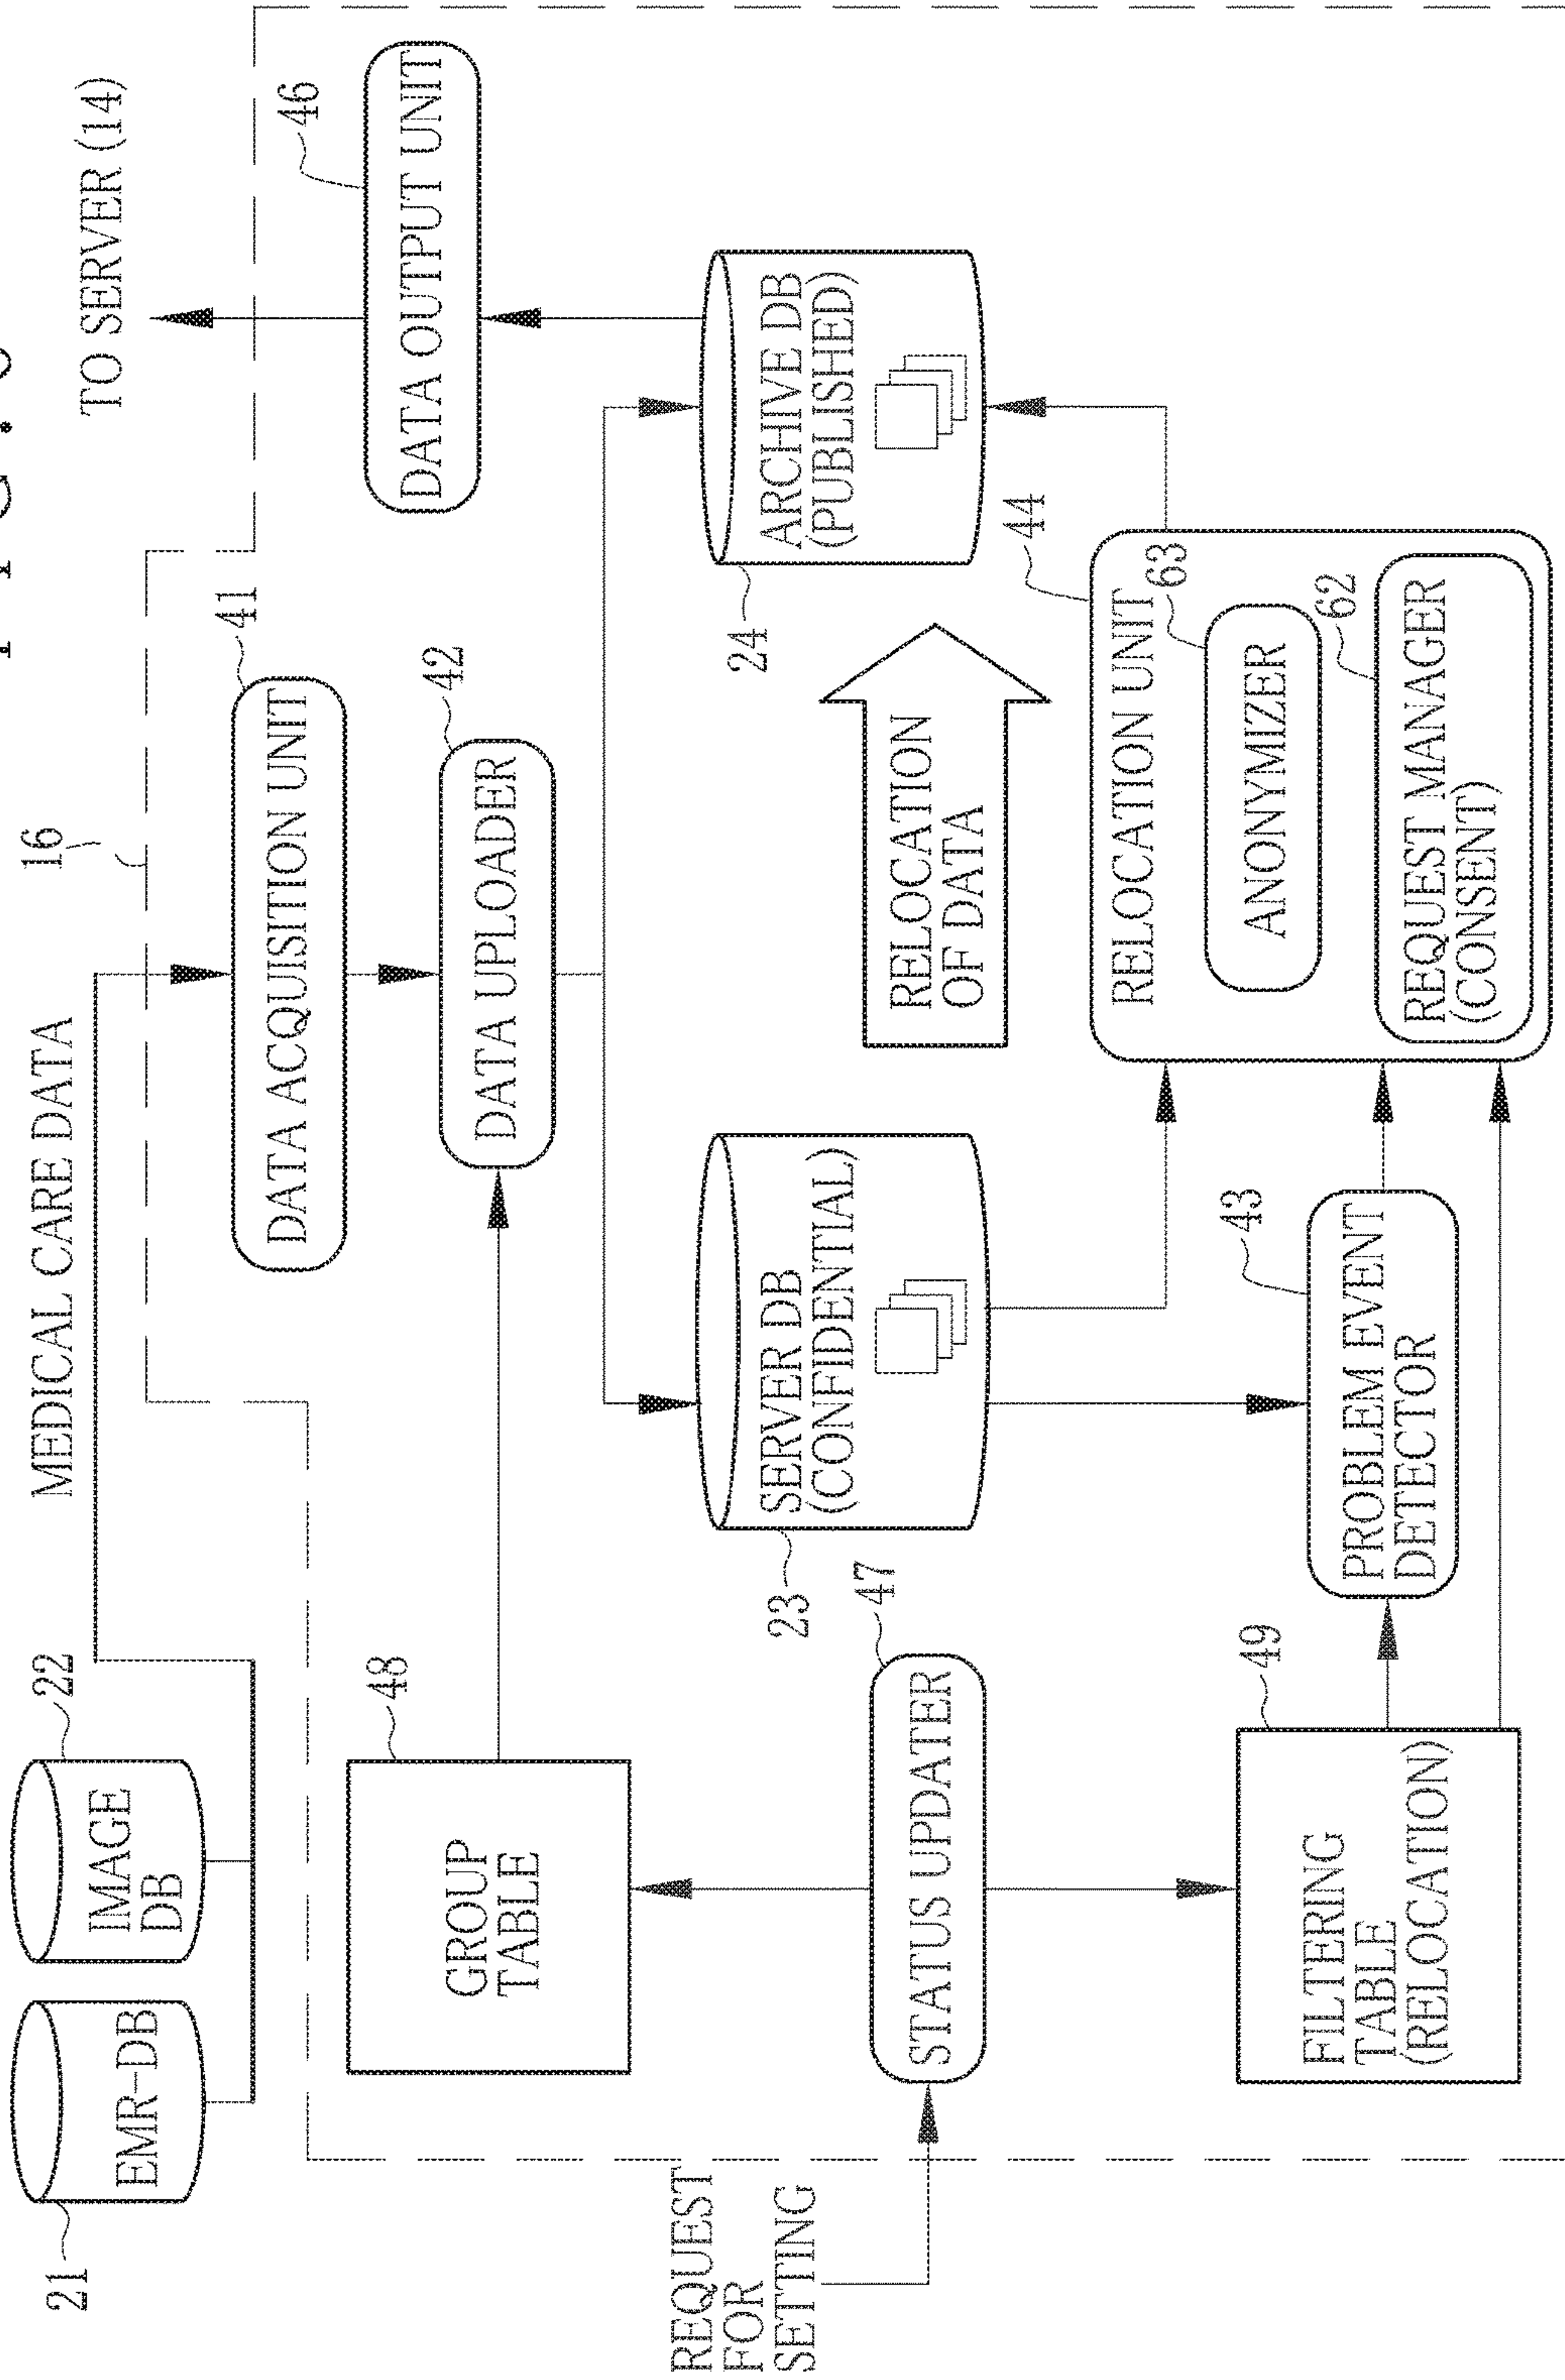 21
EMR-DB
22
IMAGE
DB
MEDICAL CARE DATA
16
TO SERVER (14)
41
DATA ACQUISITION UNIT
46
DATA OUTPUT UNIT
48
GROUP
TABLE
42
DATA UPLOADER
REQUEST
FOR
SETTING
23
SERVER DB
(CONFIDENTIAL)
24
ARCHIVE DB
(PUBLISHED)
47
STATUS UPDATER
RELOCATION
OF DATA
44
RELOCATION UNIT
63
ANONYMIZER
62
REQUEST MANAGER
(CONSENT)
49
FILTERING
TABLE
(RELOCATION)
43
PROBLEM EVENT
DETECTOR